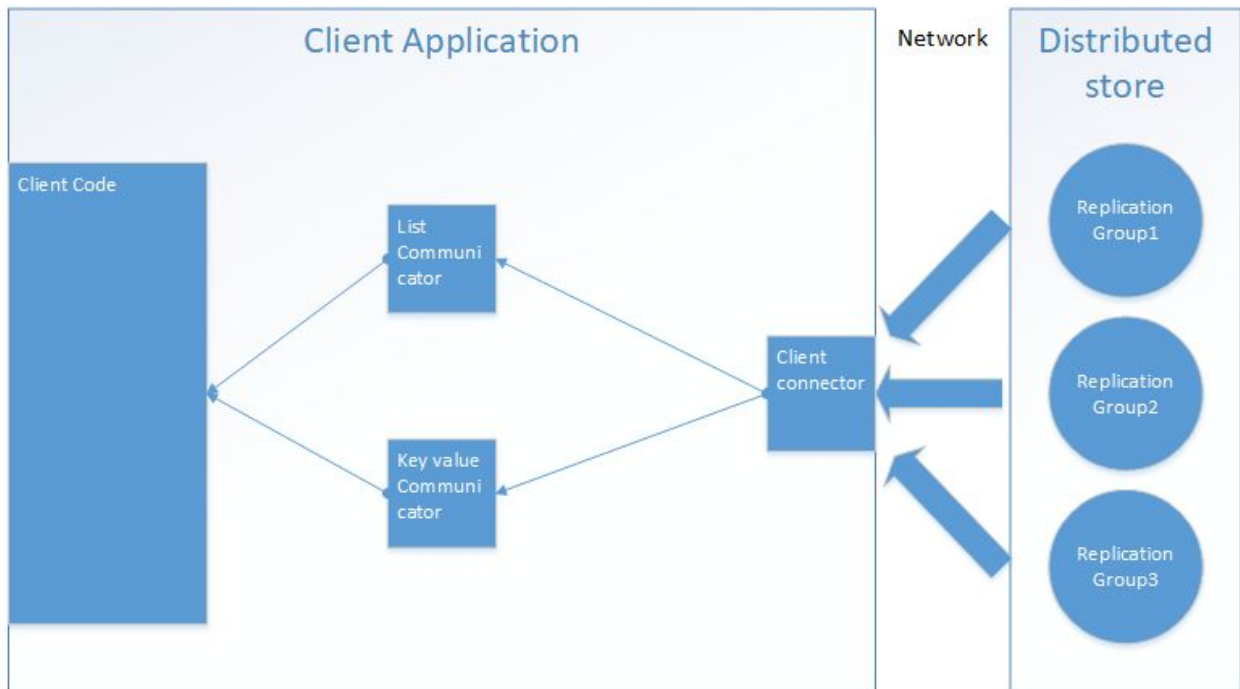 Client Application
Network
Distributed
store
Client Code
List
Communi
cator
Key value
Communi
cator
Client
connector
Replication
Group1
Replication
Group2
Replication
Group3